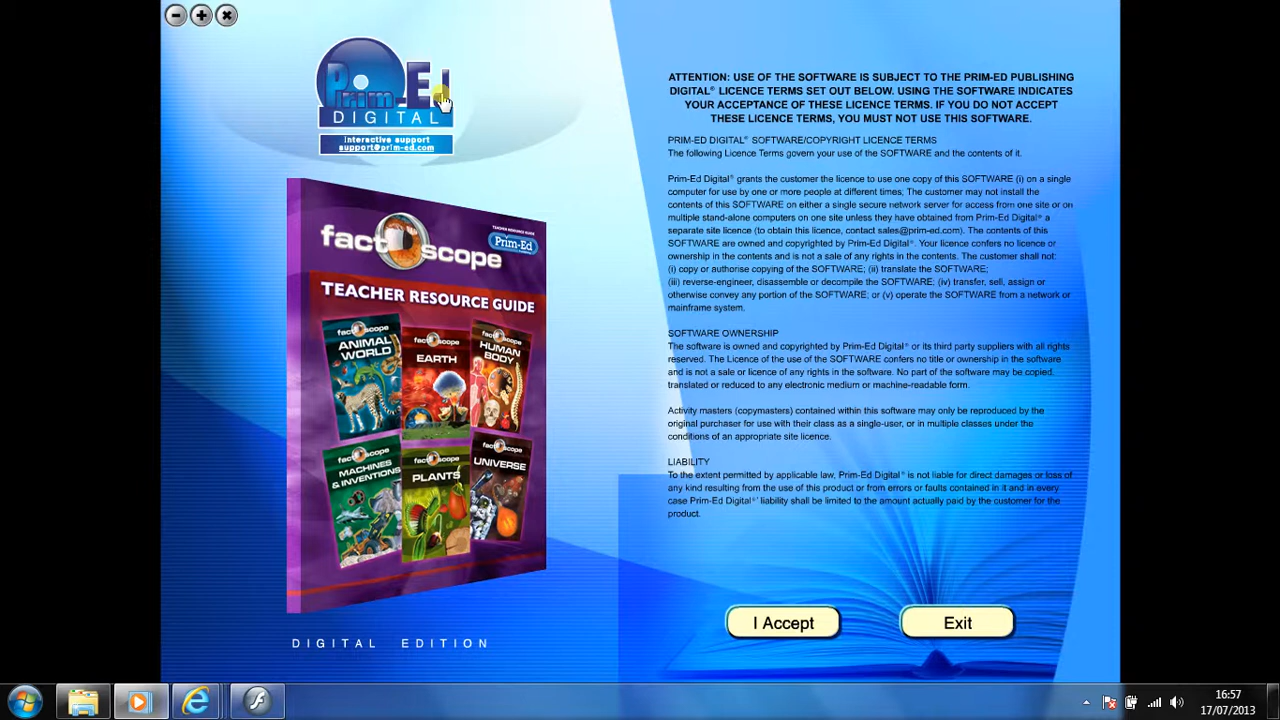 Prim-Ed
DIGITAL
interactive support
support@prim-ed.com
TEACHER RESOURCE GUIDE
Prim-Ed
factscope
TEACHER RESOURCE GUIDE
factscope
ANIMAL
WORLD
factscope
EARTH
factscope
HUMAN
BODY
factscope
MACHINES
& INVENTIONS
factscope
PLANTS
factscope
UNIVERSE
DIGITAL EDITION
ATTENTION: USE OF THE SOFTWARE IS SUBJECT TO THE PRIM-ED PUBLISHING
DIGITAL® LICENCE TERMS SET OUT BELOW. USING THE SOFTWARE INDICATES
YOUR ACCEPTANCE OF THESE LICENCE TERMS. IF YOU DO NOT ACCEPT
THESE LICENCE TERMS, YOU MUST NOT USE THIS SOFTWARE.
PRIM-ED DIGITAL® SOFTWARE/COPYRIGHT LICENCE TERMS
The following Licence Terms govern your use of the SOFTWARE and the contents of it.
Prim-Ed Digital® grants the customer the licence to use one copy of this SOFTWARE (i) on a single
computer for use by one or more people at different times; The customer may not install the
contents of this SOFTWARE on either a single secure network server for access from one site or on
multiple stand-alone computers on one site unless they have obtained from Prim-Ed Digital® a
separate site licence (to obtain this licence, contact sales@prim-ed.com). The contents of this
SOFTWARE are owned and copyrighted by Prim-Ed Digital®. Your licence confers no licence or
ownership in the contents and is not a sale of any rights in the contents. The customer shall not:
(i) copy or authorise copying of the SOFTWARE; (ii) translate the SOFTWARE;
(iii) reverse-engineer, disassemble or decompile the SOFTWARE; (iv) transfer, sell, assign or
otherwise convey any portion of the SOFTWARE; or (v) operate the SOFTWARE from a network or
mainframe system.
SOFTWARE OWNERSHIP
The software is owned and copyrighted by Prim-Ed Digital® or its third party suppliers with all rights
reserved. The Licence of the use of the SOFTWARE confers no title or ownership in the software
and is not a sale or licence of any rights in the software. No part of the software may be copied,
translated or reduced to any electronic medium or machine-readable form.
Activity masters (copymasters) contained within this software may only be reproduced by the
original purchaser for use with their class as a single-user, or in multiple classes under the
conditions of an appropriate site licence.
LIABILITY
To the extent permitted by applicable law, Prim-Ed Digital® is not liable for direct damages or loss of
any kind resulting from the use of this product or from errors or faults contained in it and in every
case Prim-Ed Digital®' liability shall be limited to the amount actually paid by the customer for the
product.
I Accept
Exit
16:57
17/07/2013